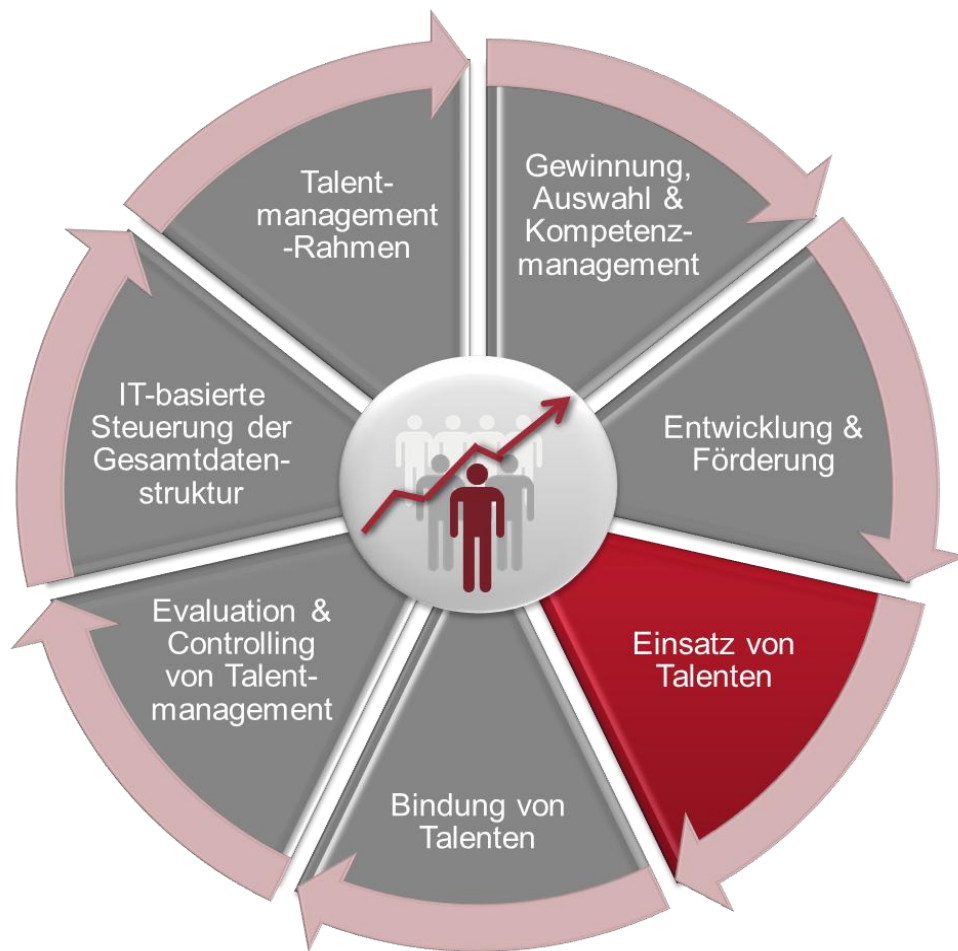 Talent-
management
-Rahmen
Gewinnung,
Auswahl &
Kompetenz-
management
Entwicklung &
Förderung
Einsatz von
Talenten
Bindung von
Talenten
Evaluation &
Controlling
von Talent-
management
IT-basierte
Steuerung der
Gesamtdaten-
struktur